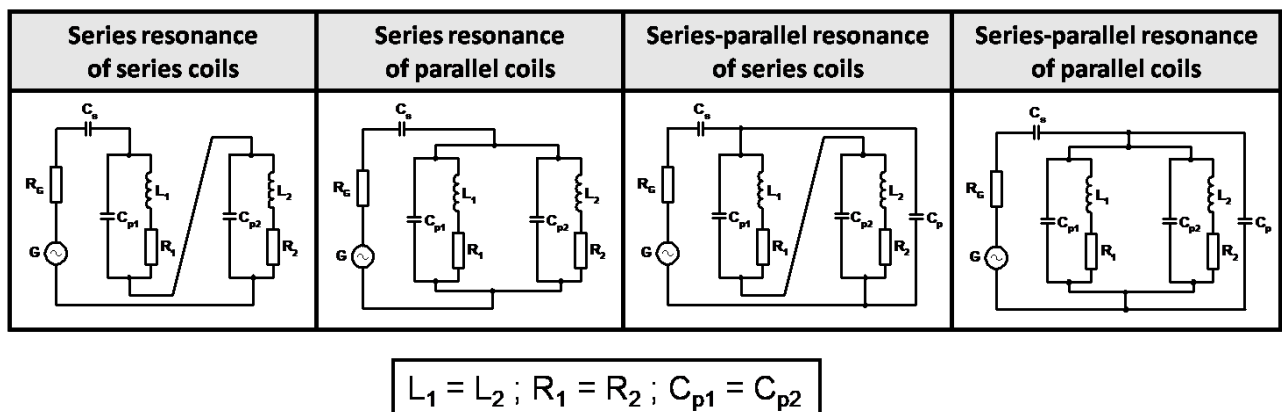 Series resonance
of series coils
Series resonance
of parallel coils
Series-parallel resonance
of series coils
Series-parallel resonance
of parallel coils
Cs
RG
G
Cp1
L1
R1
Cp2
L2
R2
Cs
RG
G
Cp1
L1
R1
Cp2
L2
R2
Cs
RG
G
Cp1
L1
R1
Cp2
L2
R2
Cp
Cs
RG
G
Cp1
L1
R1
Cp2
L2
R2
Cp
L1 = L2 ; R1 = R2 ; Cp1 = Cp2